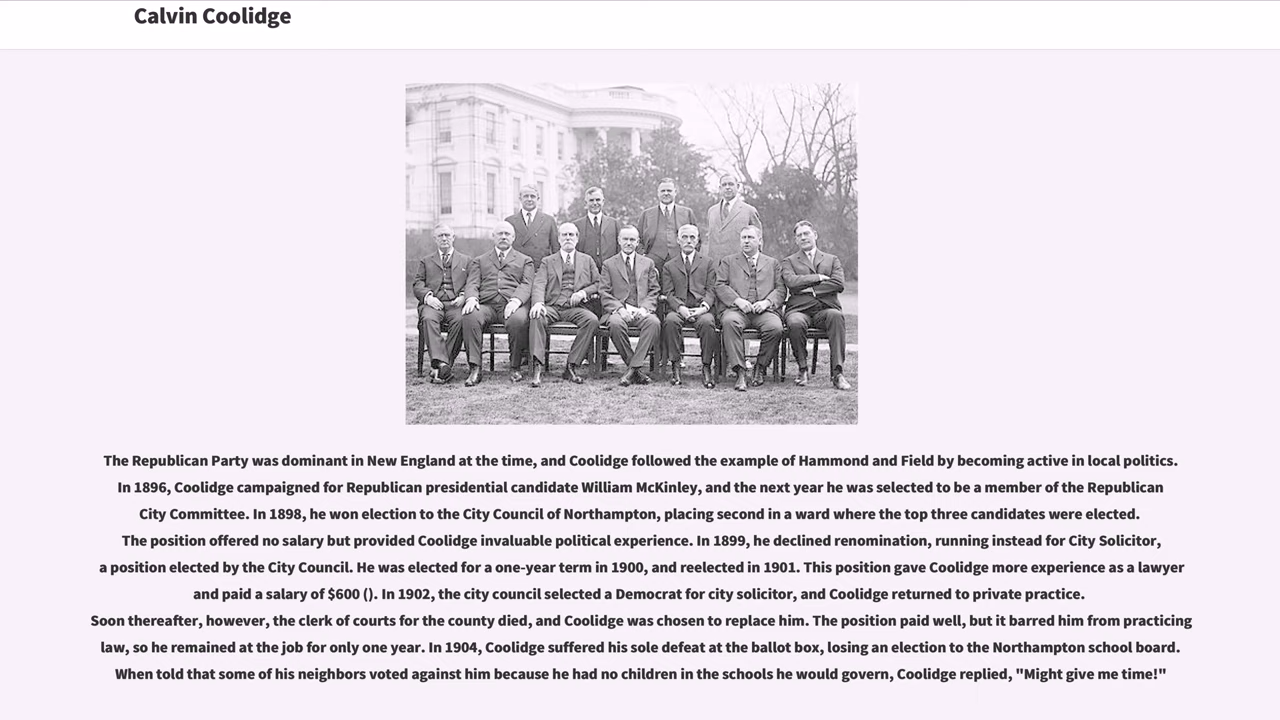 Calvin Coolidge
The Republican Party was dominant in New England at the time, and Coolidge followed the example of Hammond and Field by becoming active in local politics.
In 1896, Coolidge campaigned for Republican presidential candidate William McKinley, and the next year he was selected to be a member of the Republican
City Committee. In 1898, he won election to the City Council of Northampton, placing second in a ward where the top three candidates were elected.
The position offered no salary but provided Coolidge invaluable political experience. In 1899, he declined renomination, running instead for City Solicitor,
a position elected by the City Council. He was elected for a one-year term in 1900, and reelected in 1901. This position gave Coolidge more experience as a lawyer
and paid a salary of $600 (). In 1902, the city council selected a Democrat for city solicitor, and Coolidge returned to private practice.
Soon thereafter, however, the clerk of courts for the county died, and Coolidge was chosen to replace him. The position paid well, but it barred him from practicing
law, so he remained at the job for only one year. In 1904, Coolidge suffered his sole defeat at the ballot box, losing an election to the Northampton school board.
When told that some of his neighbors voted against him because he had no children in the schools he would govern, Coolidge replied, "Might give me time!"